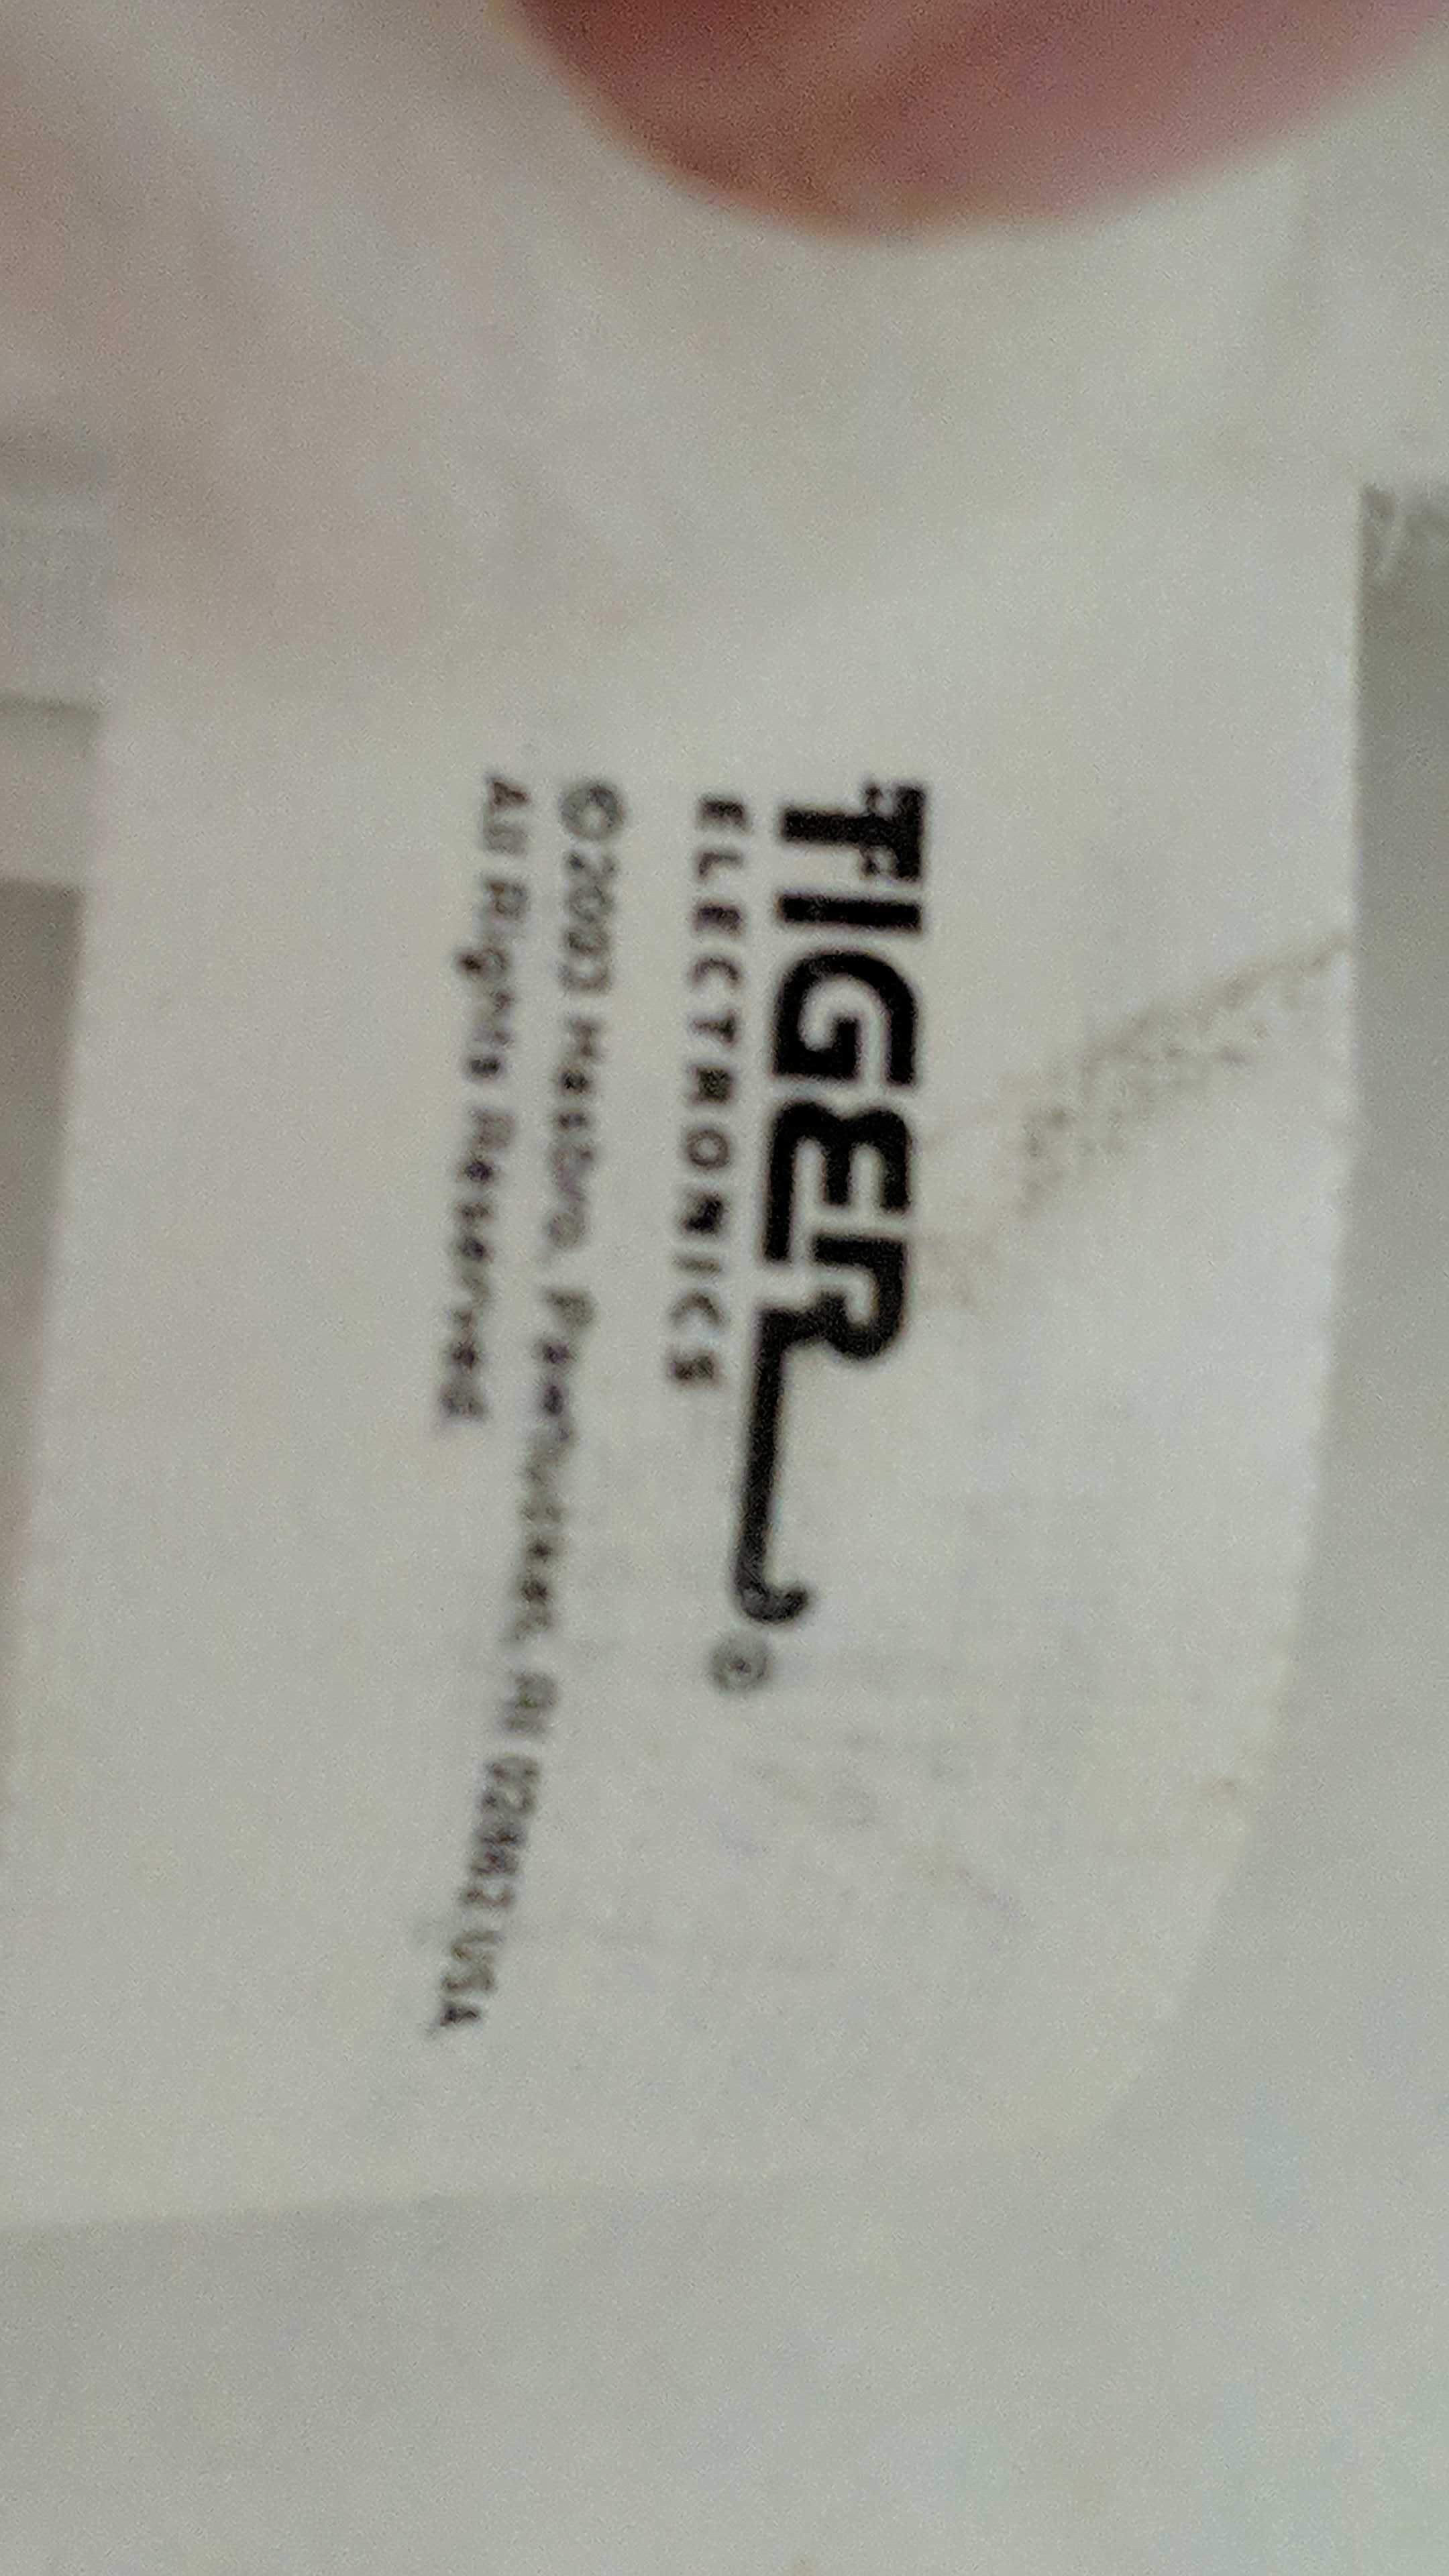 TIGER®
ELECTRONICS
©2003 Hasbro, Pawtucket, RI 02862 USA
All Rights Reserved